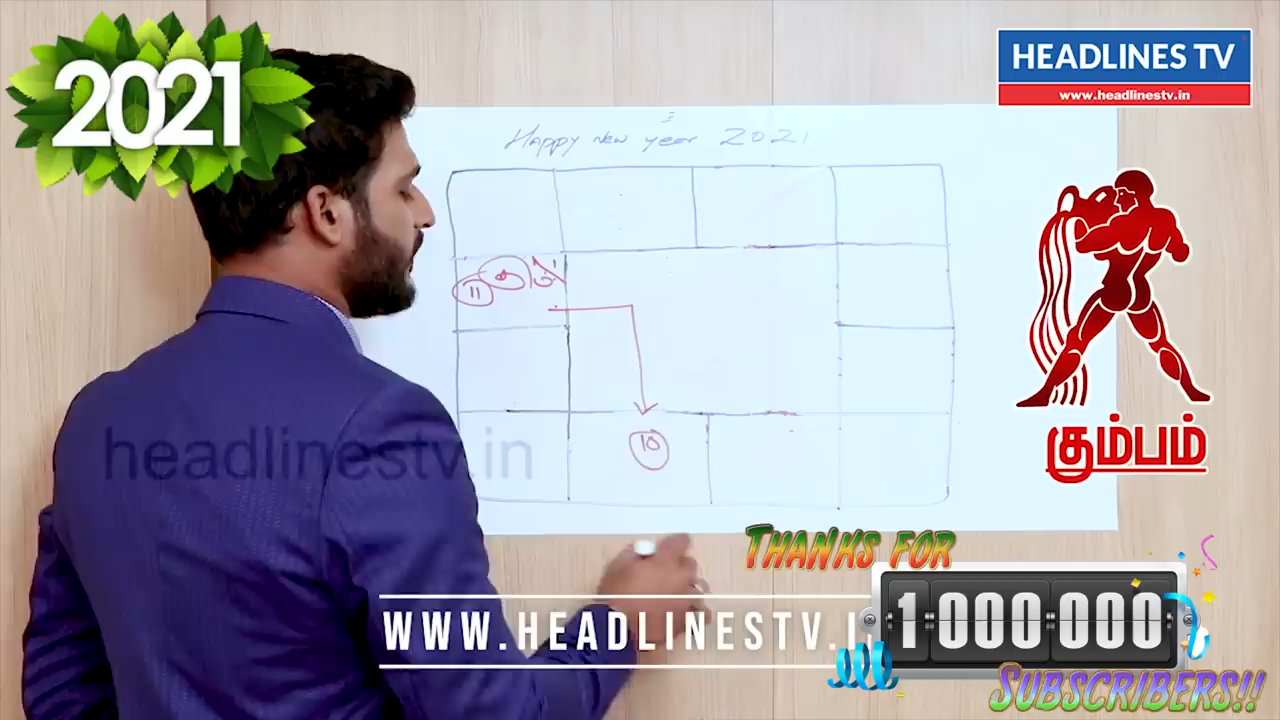 2021
HEADLINES TV
www.headlinestv.in
Happy new year 2021
11
கும்பம்
headlinestv.in
10
THANKS FOR
WWW.HEADLINESTV.I
1 000 000
SUBSCRIBERS!!